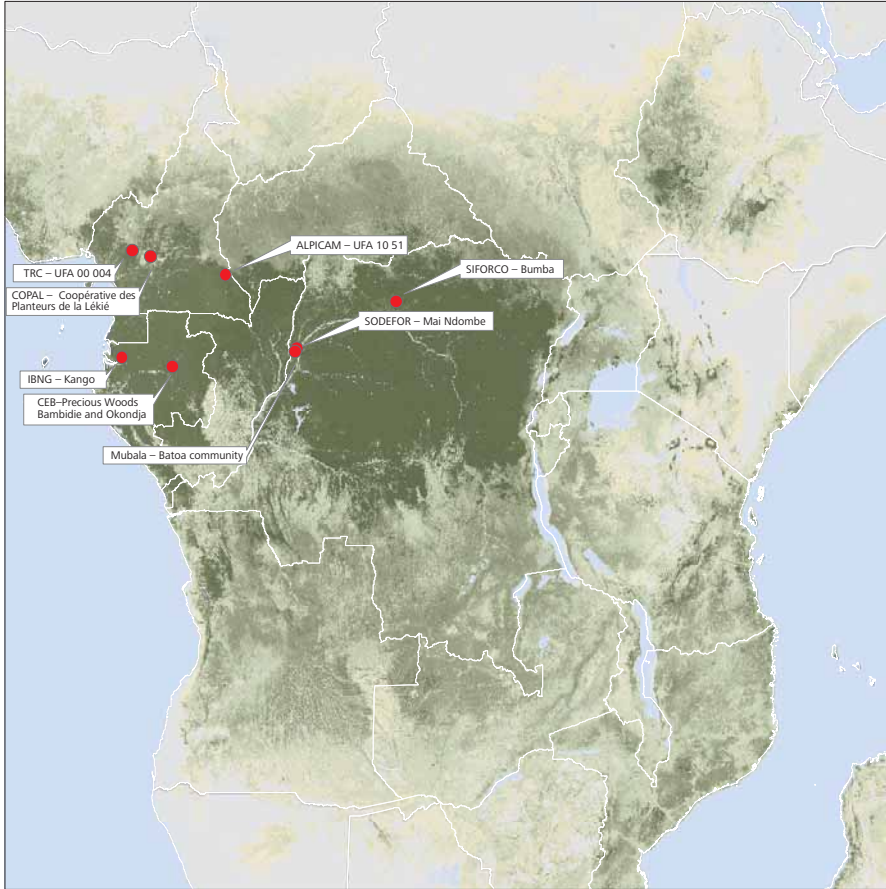 ALPICAM – UFA 10 51
TRC – UFA 00 004
SIFORCO – Bumba
COPAL – Coopérative des
Planteurs de la Lékié
SODEFOR – Mai Ndombe
IBNG – Kango
CEB–Precious Woods
Bambidie and Okondja
Mubala – Batoa community